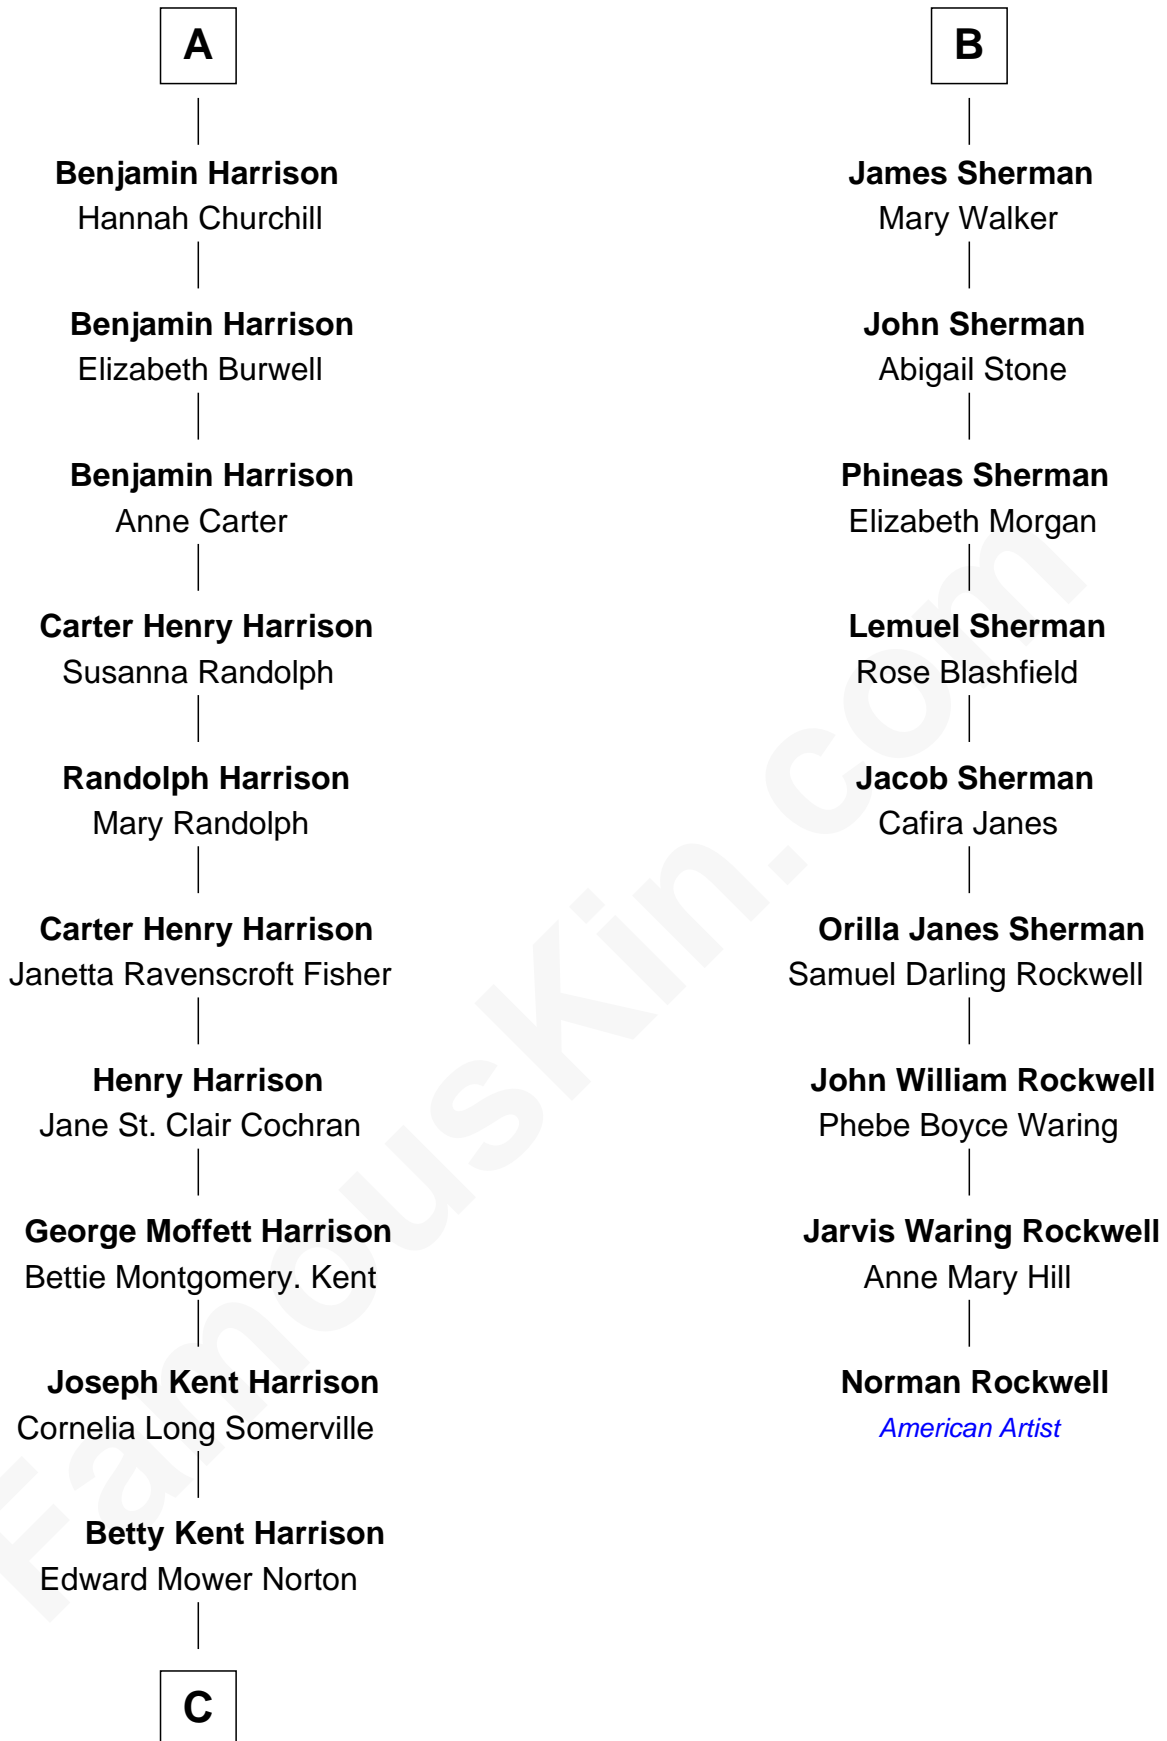 A
Benjamin Harrison
Hannah Churchill
Benjamin Harrison
Elizabeth Burwell
Benjamin Harrison
Anne Carter
Carter Henry Harrison
Susanna Randolph
Randolph Harrison
Mary Randolph
Carter Henry Harrison
Janetta Ravenscroft Fisher
Henry Harrison
Jane St. Clair Cochran
George Moffett Harrison
Bettie Montgomery. Kent
Joseph Kent Harrison
Cornelia Long Somerville
Betty Kent Harrison
Edward Mower Norton
C
B
James Sherman
Mary Walker
John Sherman
Abigail Stone
Phineas Sherman
Elizabeth Morgan
Lemuel Sherman
Rose Blashfield
Jacob Sherman
Cafira Janes
Orilla Janes Sherman
Samuel Darling Rockwell
John William Rockwell
Phebe Boyce Waring
Jarvis Waring Rockwell
Anne Mary Hill
Norman Rockwell
American Artist
FamousKin.com